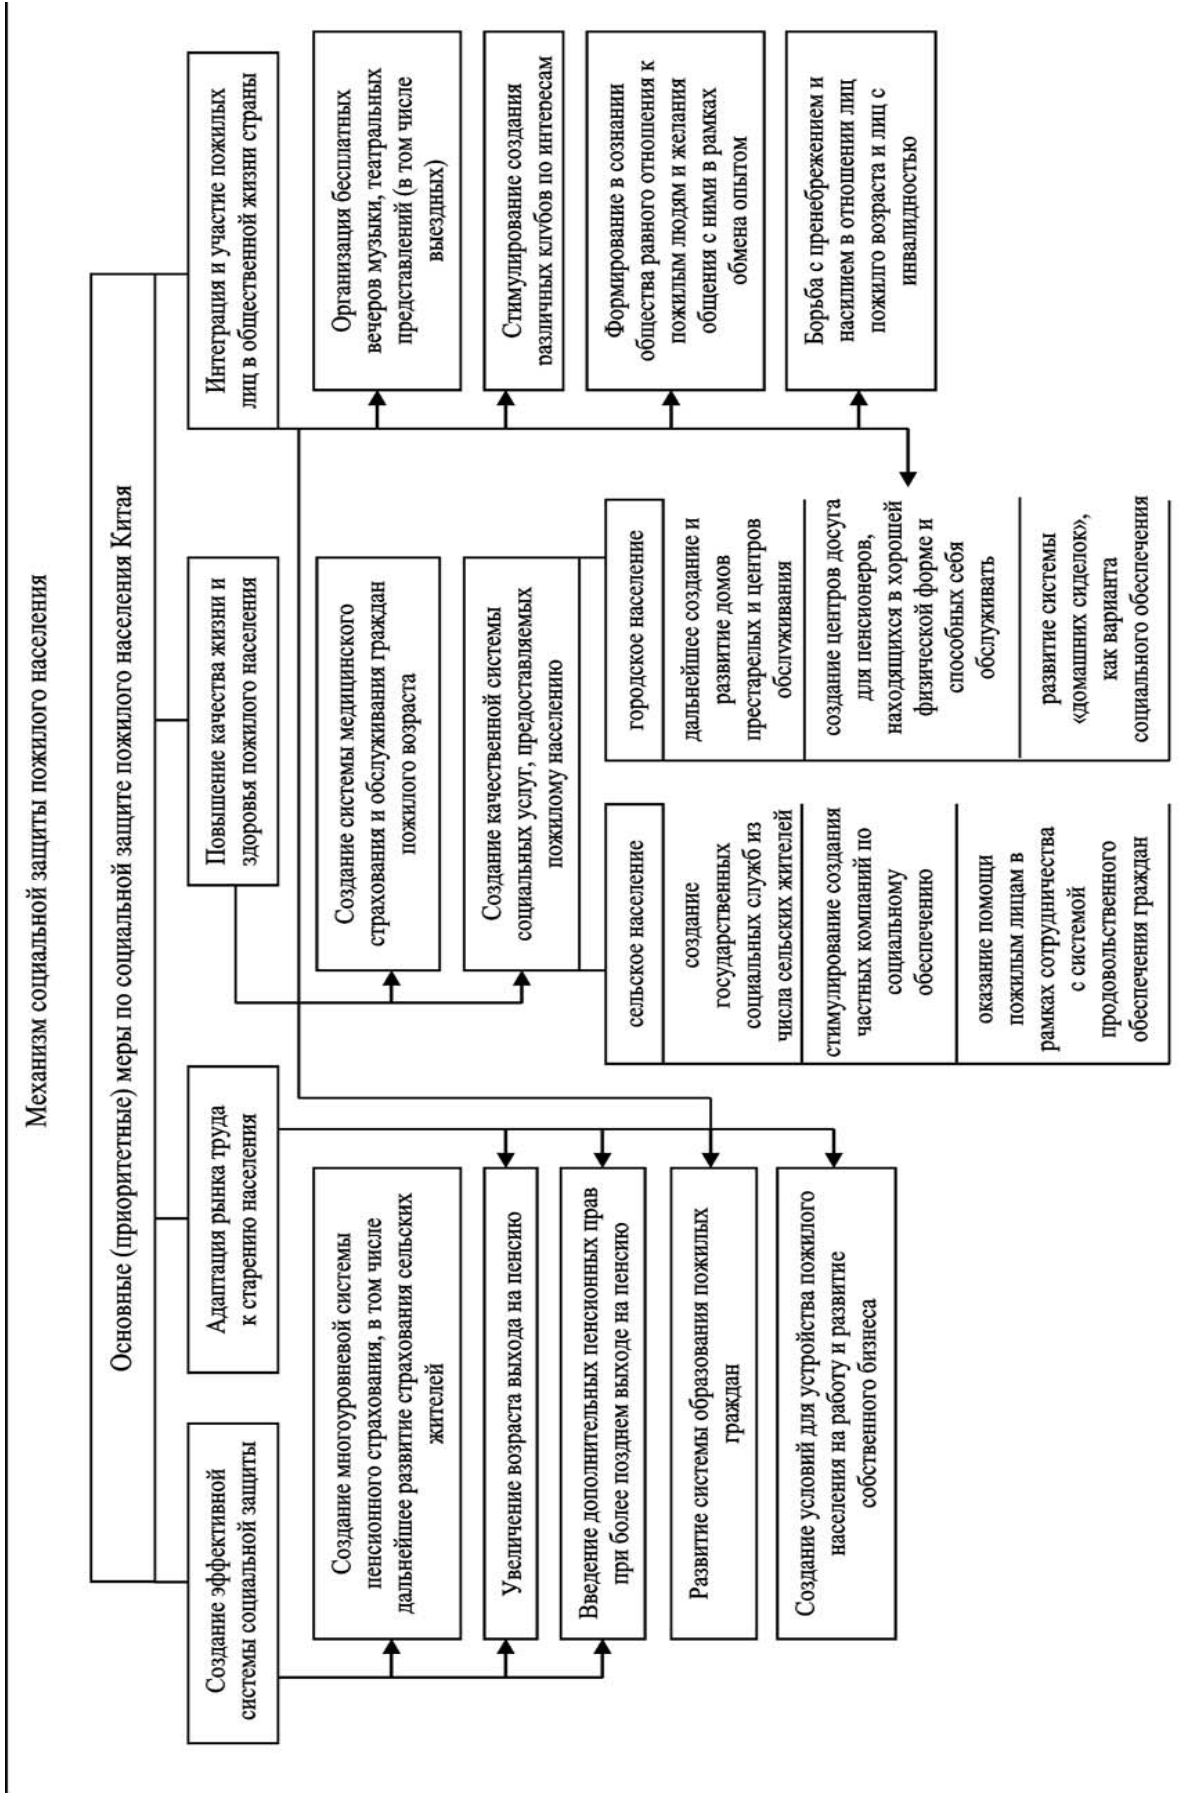 Механизм социальной защиты пожилого населения
Основные (приоритетные) меры по социальной защите пожилого населения Китая
Создание эффективной
системы социальной защиты
Адаптация рынка труда
к старению населения
Повышение качества жизни и
здоровья пожилого населения
Интеграция и участие пожилых
лиц в общественной жизни страны
Создание многоуровневой системы
пенсионного страхования, в том числе
дальнейшее развитие страхования сельских
жителей
Увеличение возраста выхода на пенсию
Введение дополнительных пенсионных прав
при более позднем выходе на пенсию
Развитие системы образования пожилых
граждан
Создание условий для устройства пожилого
населения на работу и развитие
собственного бизнеса
Создание системы медицинского
страхования и обслуживания граждан
пожилого возраста
Создание качественной системы
социальных услуг, предоставляемых
пожилому населению
сельское население
создание
государственных
социальных служб из
числа сельских жителей
стимулирование создания
частных компаний по
социальному
обеспечению
оказание помощи
пожилым лицам в
рамках сотрудничества
с системой
продовольственного
обеспечения граждан
городское население
дальнейшее создание и
развитие домов
престарелых и центров
обслуживания
создание центров досуга
для пенсионеров,
находящихся в хорошей
физической форме и
способных себя
обслуживать
развитие системы
«домашних сиделок»,
как варианта
социального обеспечения
Организация бесплатных
вечеров музыки, театральных
представлений (в том числе
выездных)
Стимулирование создания
различных клубов по интересам
Формирование в сознании
общества равного отношения к
пожилым людям и желания
общения с ними в рамках
обмена опытом
Борьба с пренебрежением и
насилием в отношении лиц
пожилго возраста и лиц с
инвалидностью